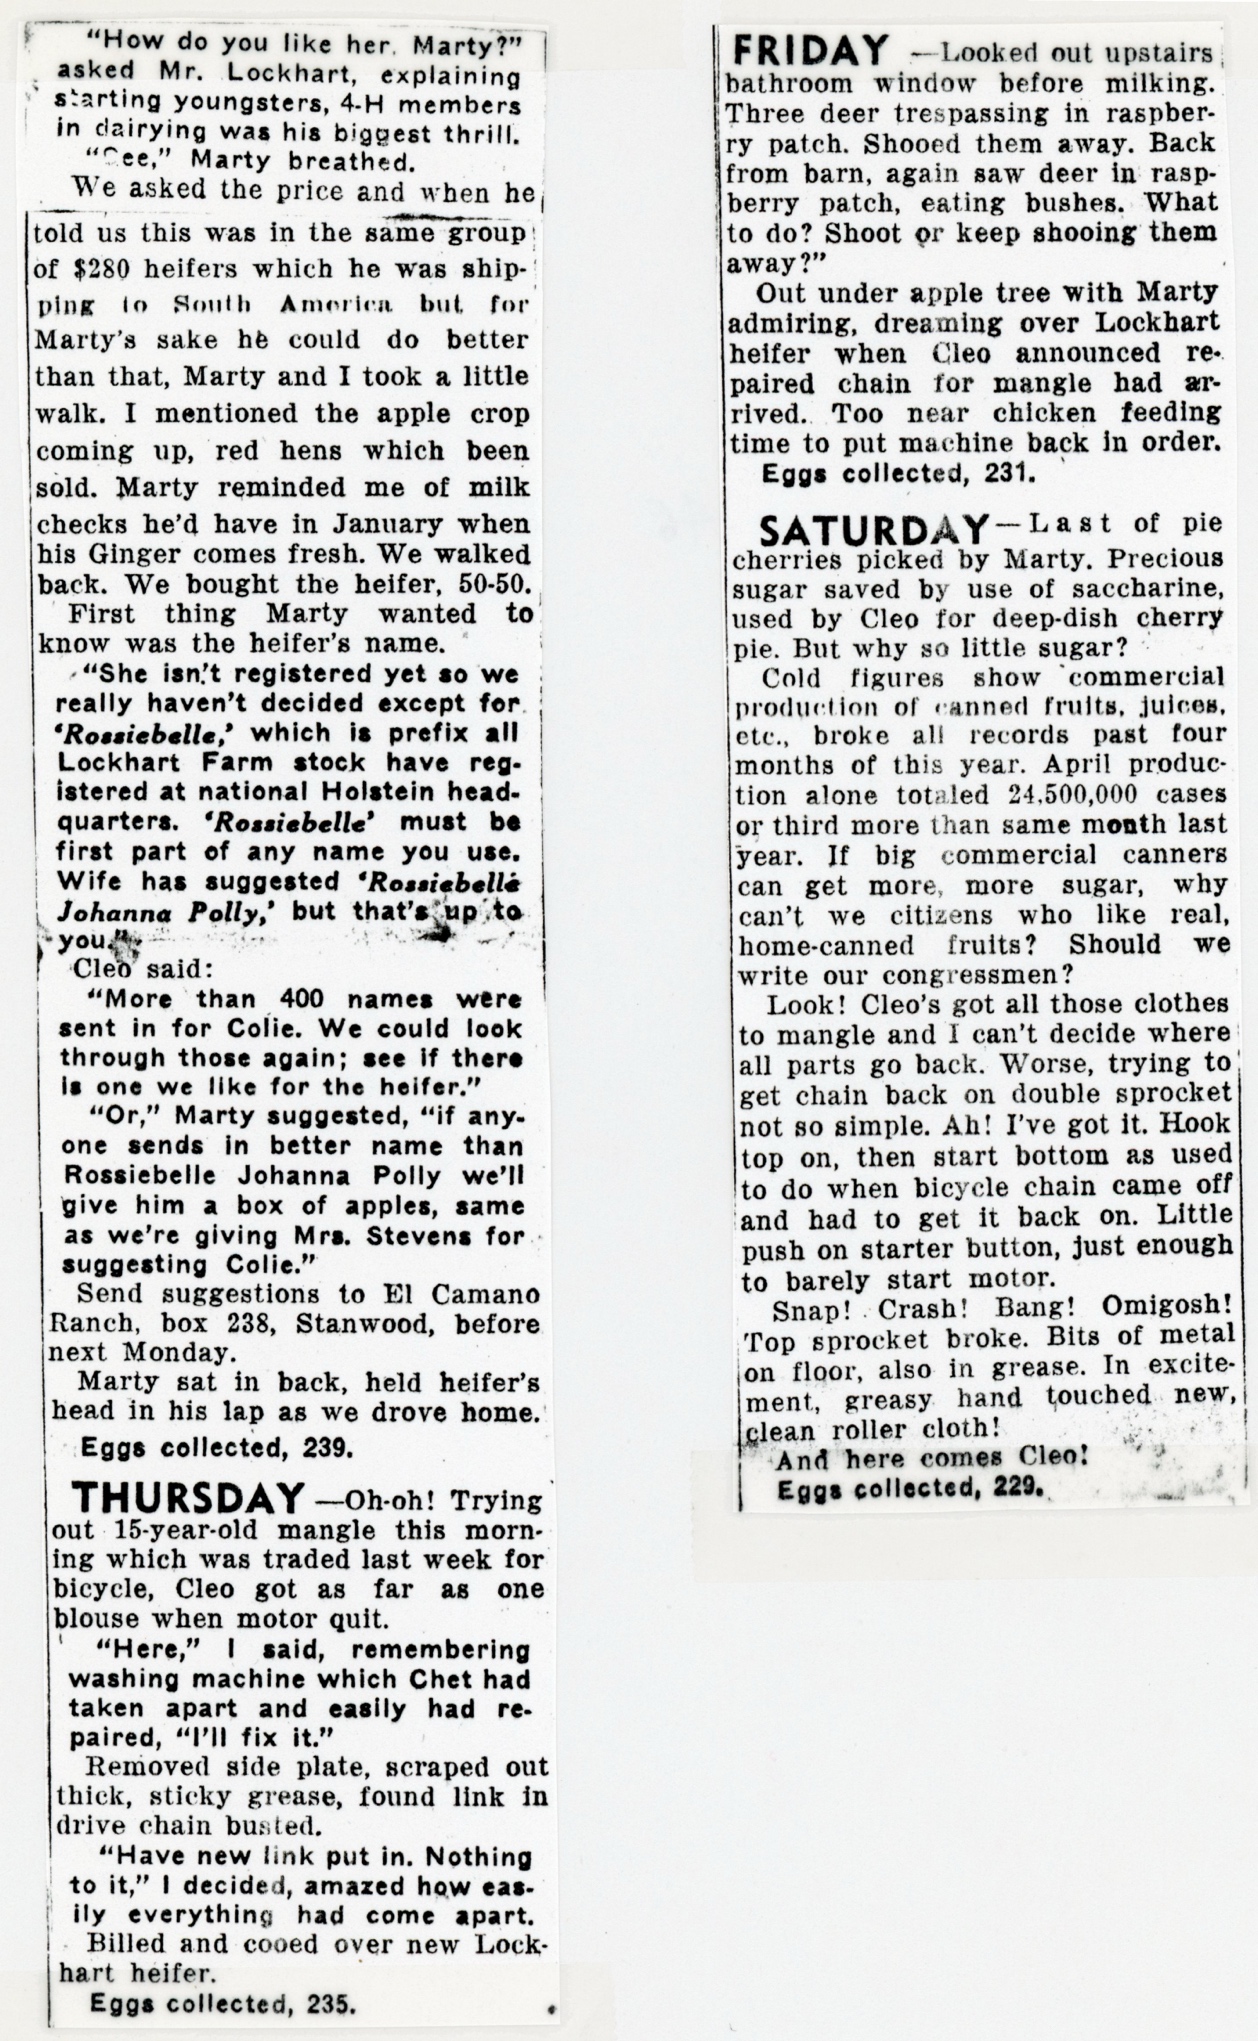 "How do you like her, Marty?"
asked Mr. Lockhart, explaining
starting youngsters, 4-H members
in dairying was his biggest thrill.
"Gee," Marty breathed.
We asked the price and when he
told us this was in the same group
of $280 heifers which he was ship-
ping to South America but for
Marty's sake he could do better
than that, Marty and I took a little
walk. I mentioned the apple crop
coming up, red hens which been
sold. Marty reminded me of milk
checks he'd have in January when
his Ginger comes fresh. We walked
back. We bought the heifer, 50-50.
First thing Marty wanted to
know was the heifer's name.
"She isn't registered yet so we
really haven't decided except for
'Rossiebelle,' which is prefix all
Lockhart Farm stock have reg-
istered at national Holstein head-
quarters. 'Rossiebelle' must be
first part of any name you use.
Wife has suggested 'Rossiebelle
Johanna Polly,' but that's up to
you."
Cleo said:
"More than 400 names were
sent in for Colie. We could look
through those again; see if there
is one we like for the heifer."
"Or," Marty suggested, "if any-
one sends in better name than
Rossiebelle Johanna Polly we'll
give him a box of apples, same
as we're giving Mrs. Stevens for
suggesting Colie."
Send suggestions to El Camano
Ranch, box 238, Stanwood, before
next Monday.
Marty sat in back, held heifer's
head in his lap as we drove home.
Eggs collected, 239.
THURSDAY—Oh-oh! Trying
out 15-year-old mangle this morn-
ing which was traded last week for
bicycle, Cleo got as far as one
blouse when motor quit.
"Here," I said, remembering
washing machine which Chet had
taken apart and easily had re-
paired, "I'll fix it."
Removed side plate, scraped out
thick, sticky grease, found link in
drive chain busted.
"Have new link put in. Nothing
to it," I decided, amazed how eas-
ily everything had come apart.
Billed and cooed over new Lock-
hart heifer.
Eggs collected, 235.
FRIDAY—Looked out upstairs
bathroom window before milking.
Three deer trespassing in raspber-
ry patch. Shooed them away. Back
from barn, again saw deer in rasp-
berry patch, eating bushes. What
to do? Shoot or keep shooing them
away?"
Out under apple tree with Marty
admiring, dreaming over Lockhart
heifer when Cleo announced re-
paired chain for mangle had ar-
rived. Too near chicken feeding
time to put machine back in order.
Eggs collected, 231.
SATURDAY—Last of pie
cherries picked by Marty. Precious
sugar saved by use of saccharine,
used by Cleo for deep-dish cherry
pie. But why so little sugar?
Cold figures show commercial
production of canned fruits, juices,
etc., broke all records past four
months of this year. April produc-
tion alone totaled 24,500,000 cases
or third more than same month last
year. If big commercial canners
can get more, more sugar, why
can't we citizens who like real,
home-canned fruits? Should we
write our congressmen?
Look! Cleo's got all those clothes
to mangle and I can't decide where
all parts go back. Worse, trying to
get chain back on double sprocket
not so simple. Ah! I've got it. Hook
top on, then start bottom as used
to do when bicycle chain came off
and had to get it back on. Little
push on starter button, just enough
to barely start motor.
Snap! Crash! Bang! Omigosh!
Top sprocket broke. Bits of metal
on floor, also in grease. In excite-
ment, greasy hand touched new,
clean roller cloth!
And here comes Cleo!
Eggs collected, 229.